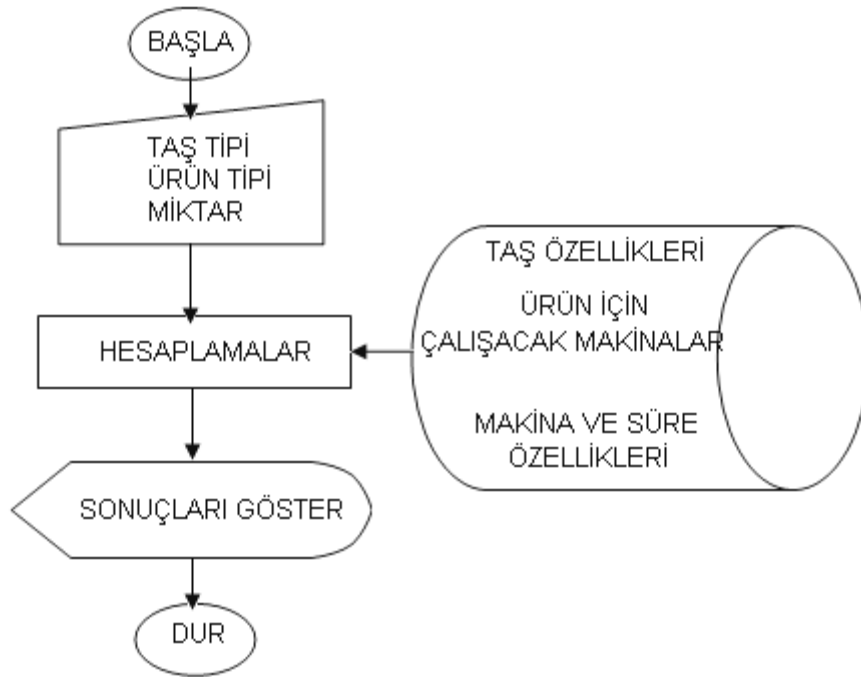 BAŞLA
TAŞ TİPİ
ÜRÜN TİPİ
MİKTAR
TAŞ ÖZELLİKLERİ
ÜRÜN İÇİN
ÇALIŞACAK MAKİNALAR
MAKİNA VE SÜRE
ÖZELLİKLERİ
HESAPLAMALAR
SONUÇLARI GÖSTER
DUR